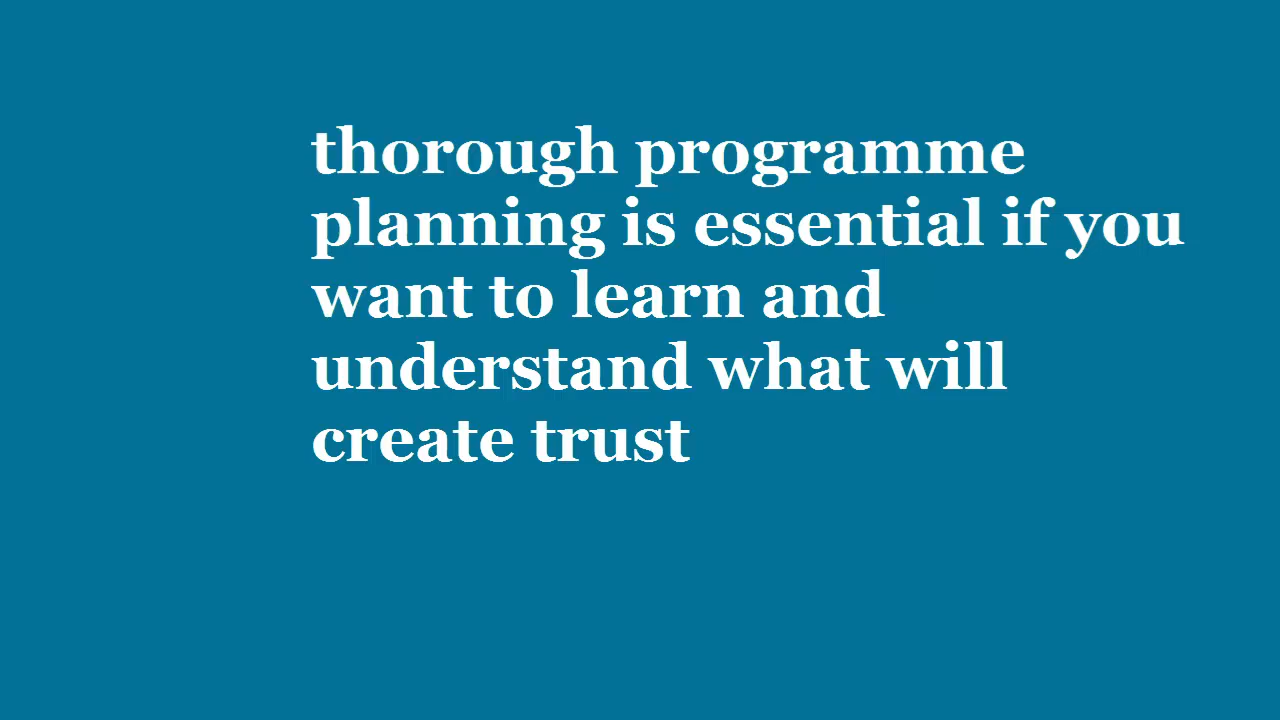 thorough programme
planning is essential if you
want to learn and
understand what will
create trust